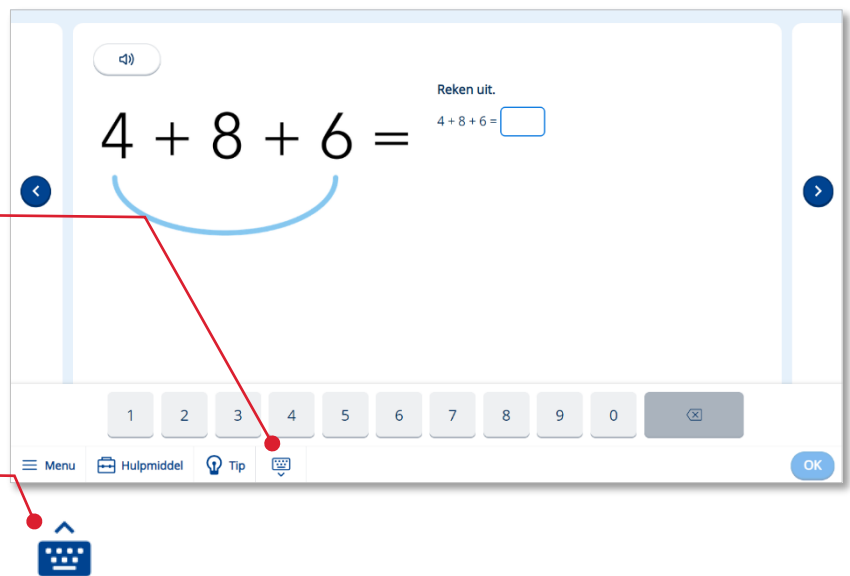 Reken uit.
4 + 8 + 6 =
4 + 8 + 6 =
1 2 3 4 5 6 7 8 9 0
Menu Hulpmiddel Tip OK